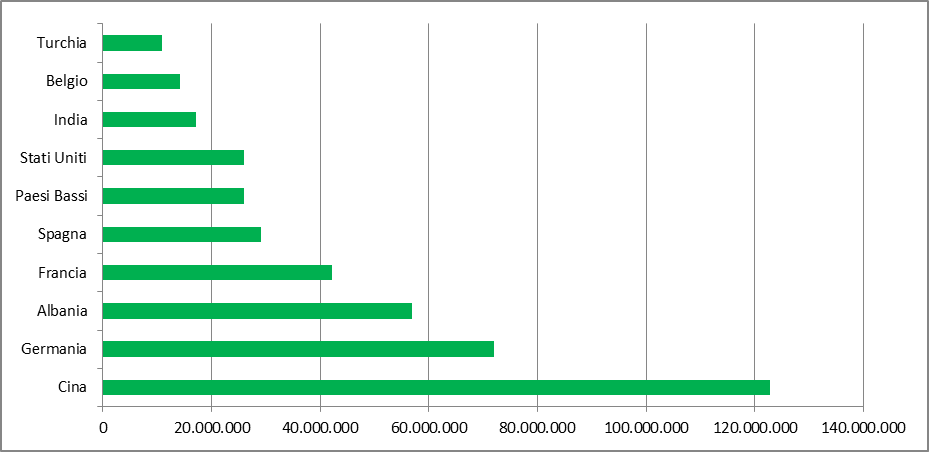 Turchia
Belgio
India
Stati Uniti
Paesi Bassi
Spagna
Francia
Albania
Germania
Cina
0 20.000.000 40.000.000 60.000.000 80.000.000 100.000.000 120.000.000 140.000.000